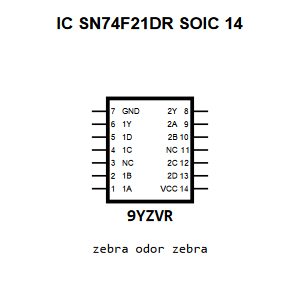 IC SN74F21DR SOIC 14
7 GND 2Y 8
6 1Y 2A 9
5 1D 2B 10
4 1C NC 11
3 NC 2C 12
2 1B 2D 13
1 1A VCC 14
9YZVR
zebra odor zebra